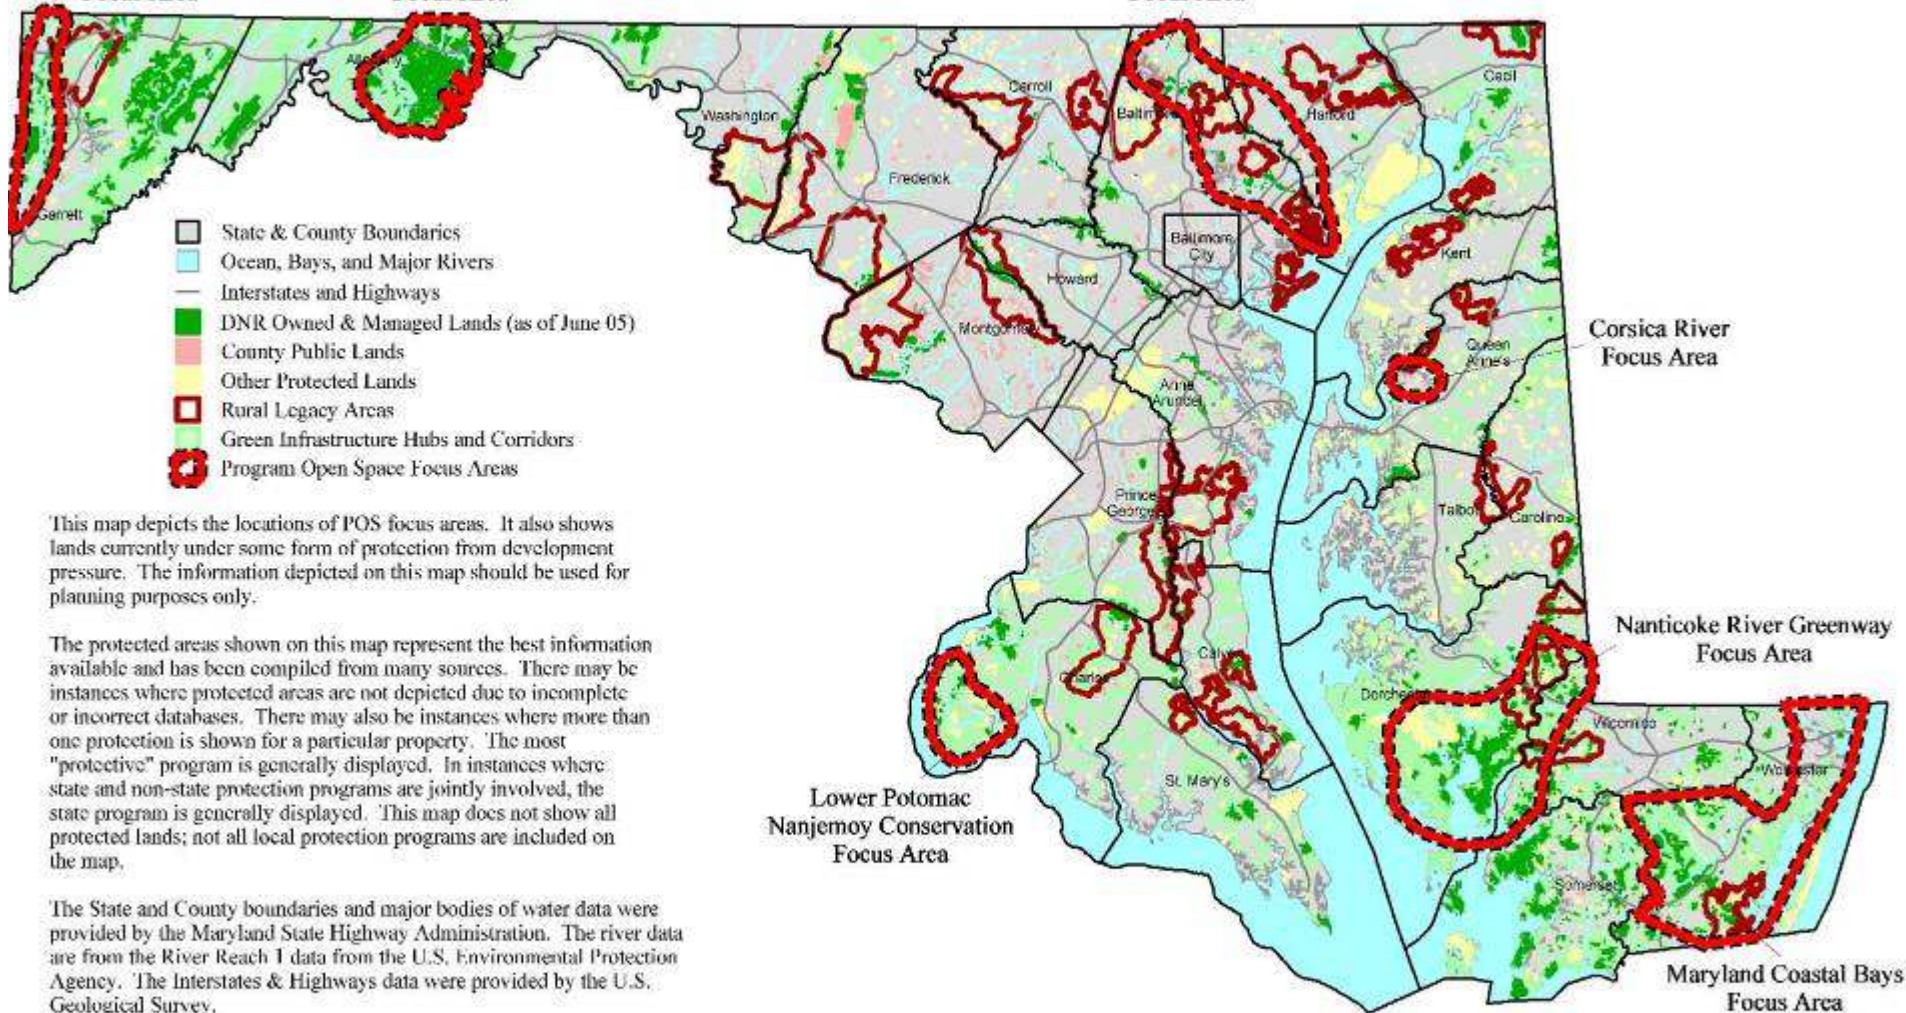 Garrett
Allegany
Washington
Frederick
Carroll
Baltimore
Harford
Cecil
Baltimore
City
Howard
Montgomery
Kent
Queen
Anne's
Anne
Arundel
Prince
George's
Talbot
Caroline
Charles
Calvert
St. Mary's
Dorchester
Wicomico
Worcester
Somerset
State & County Boundaries
Ocean, Bays, and Major Rivers
Interstates and Highways
DNR Owned & Managed Lands (as of June 05)
County Public Lands
Other Protected Lands
Rural Legacy Areas
Green Infrastructure Hubs and Corridors
Program Open Space Focus Areas
Corsica River
Focus Area
Nanticoke River Greenway
Focus Area
Lower Potomac
Nanjemoy Conservation
Focus Area
Maryland Coastal Bays
Focus Area
This map depicts the locations of POS focus areas. It also shows
lands currently under some form of protection from development
pressure. The information depicted on this map should be used for
planning purposes only.
The protected areas shown on this map represent the best information
available and has been compiled from many sources. There may be
instances where protected areas are not depicted due to incomplete
or incorrect databases. There may also be instances where more than
one protection is shown for a particular property. The most
"protective" program is generally displayed. In instances where
state and non-state protection programs are jointly involved, the
state program is generally displayed. This map does not show all
protected lands; not all local protection programs are included on
the map.
The State and County boundaries and major bodies of water data were
provided by the Maryland State Highway Administration. The river data
are from the River Reach 1 data from the U.S. Environmental Protection
Agency. The Interstates & Highways data were provided by the U.S.
Geological Survey.